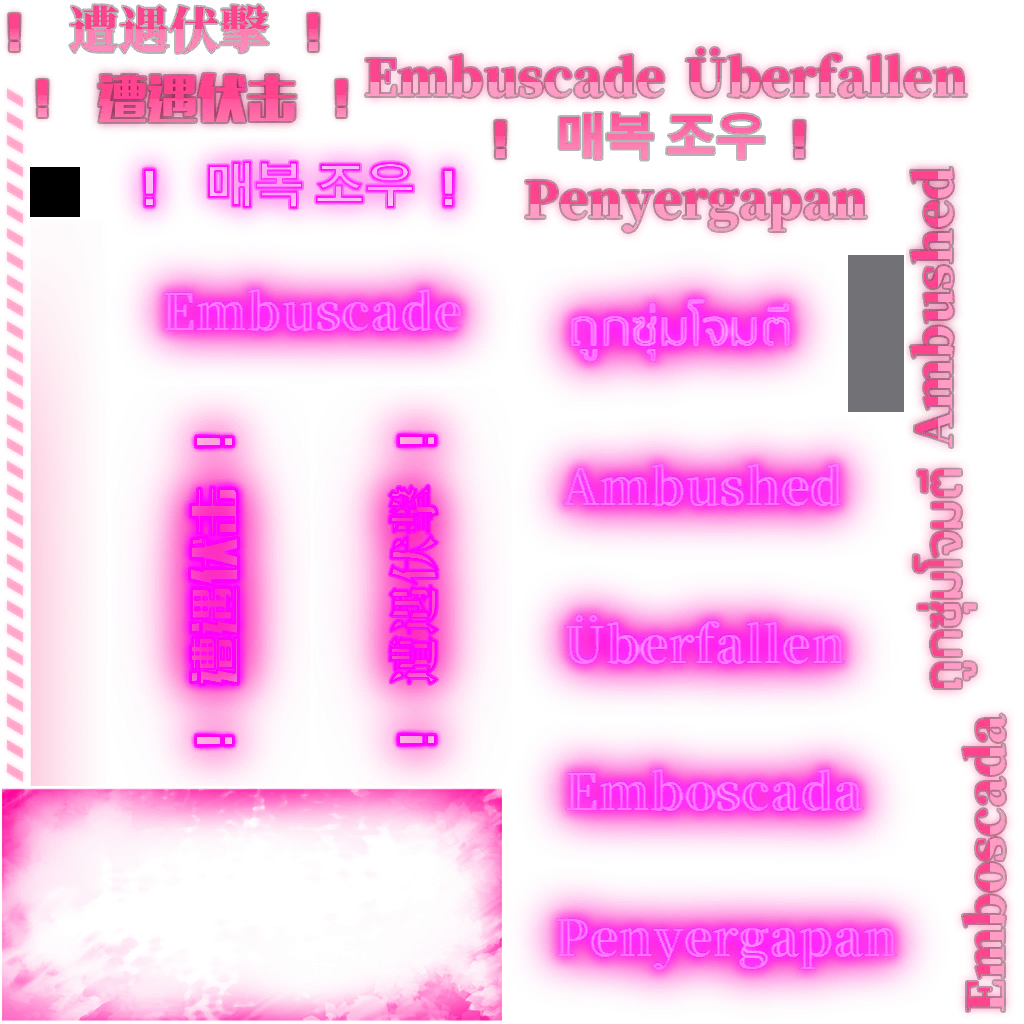 ! 遭遇伏擊 !
! 遭遇伏击 !
Embuscade Überfallen
! 매복 조우 !
! 매복 조우 !
Penyergapan
Ambushed
Embuscade
ถูกซุ่มโจมตี
! 遭遇伏击 !
! 遭遇伏擊 !
Ambushed
ถูกซุ่มโจมตี
Überfallen
Emboscada
Emboscada
Penyergapan